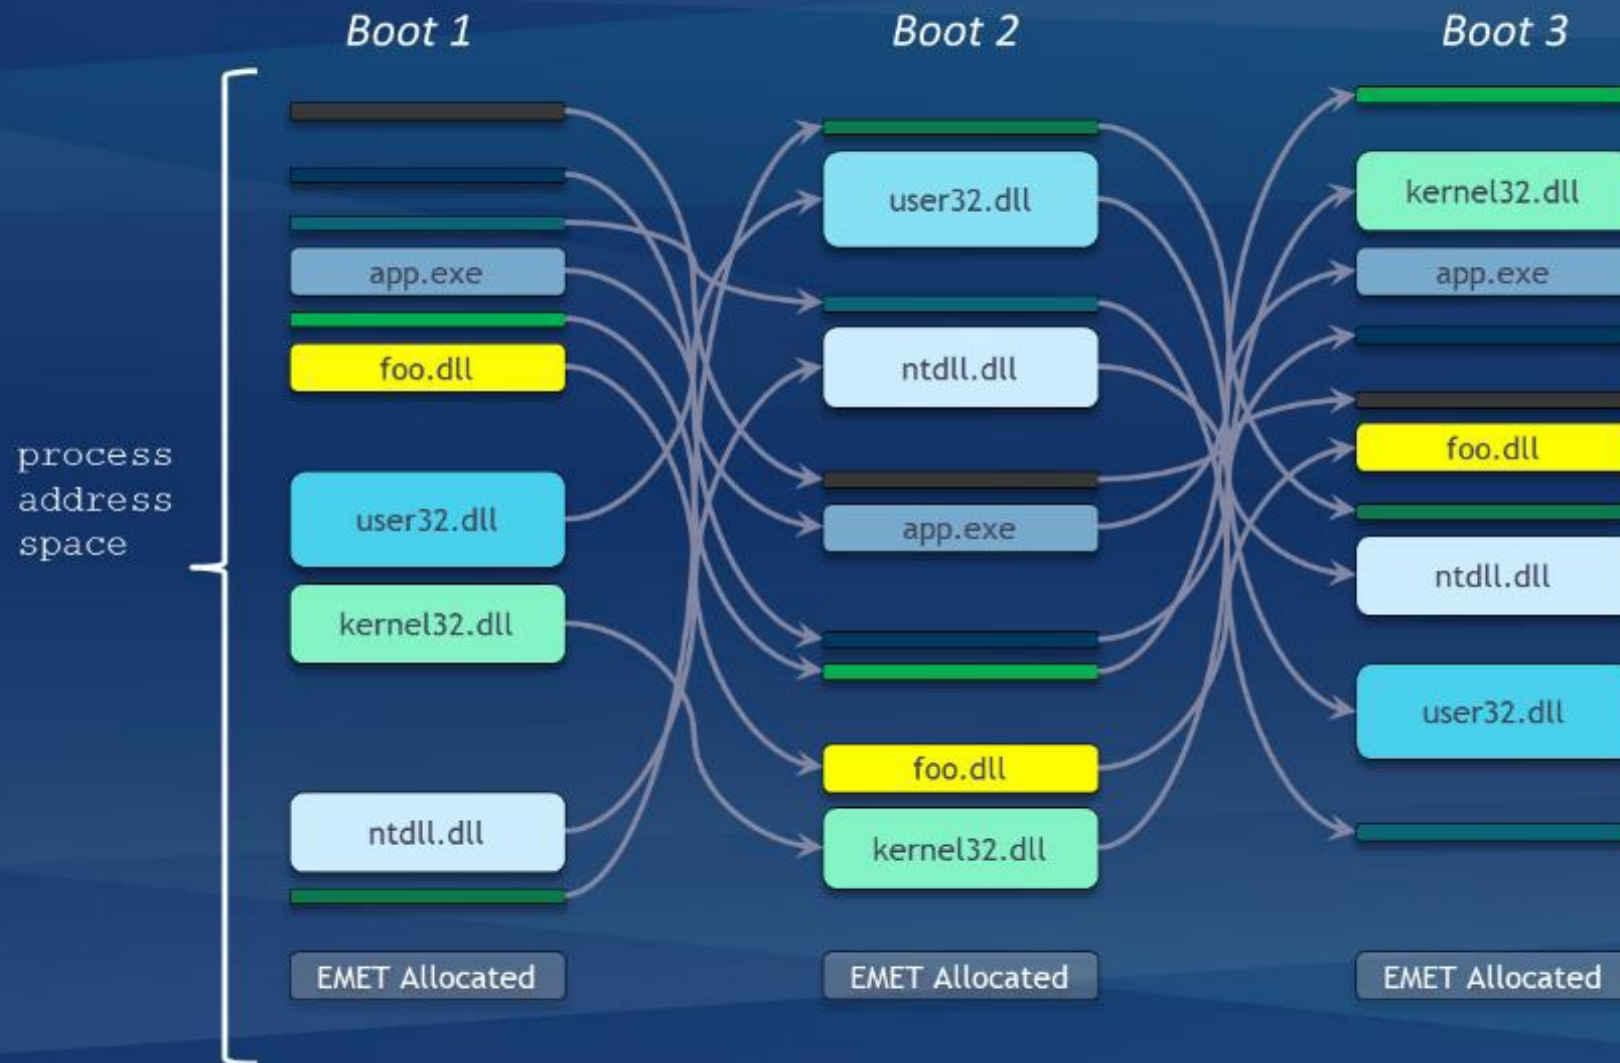 Boot 1
Boot 2
Boot 3
process
address
space
app.exe
foo.dll
user32.dll
kernel32.dll
ntdll.dll
EMET Allocated
user32.dll
ntdll.dll
app.exe
foo.dll
kernel32.dll
EMET Allocated
kernel32.dll
app.exe
foo.dll
ntdll.dll
user32.dll
EMET Allocated